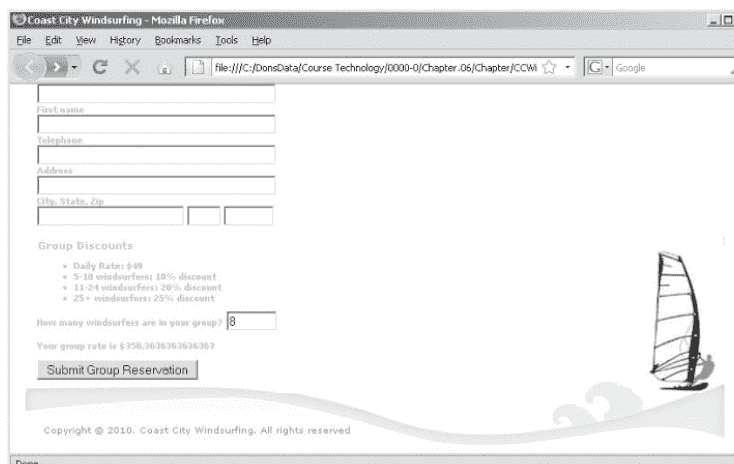 Coast City Windsurfing - Mozilla Firefox
File Edit View History Bookmarks Tools Help
file:///C:/DonsData/Course Technology/0000-0/Chapter.06/Chapter/CCWi G Google
First name
Telephone
Address
City, State, Zip
Group Discounts
• Daily Rate: $49
• 5-10 windsurfers: 10% discount
• 11-24 windsurfers: 20% discount
• 25+ windsurfers: 25% discount
How many windsurfers are in your group? 8
Your group rate is $356.3636363636363
Submit Group Reservation
Copyright © 2010. Coast City Windsurfing. All rights reserved
Done